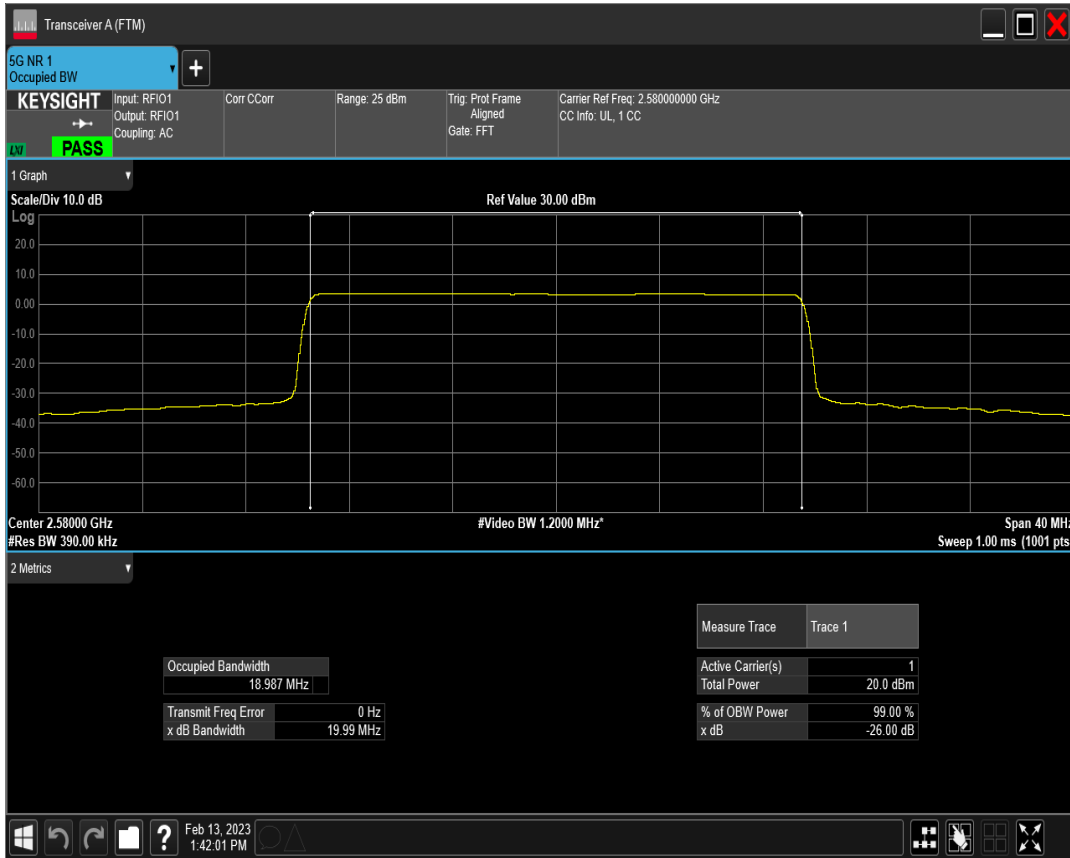 Transceiver A (FTM)
5G NR 1
Occupied BW
+
KEYSIGHT
LXI
PASS
Input: RFIO1
Output: RFIO1
Coupling: AC
Corr CCorr
Range: 25 dBm
Trig: Prot Frame
Aligned
Gate: FFT
Carrier Ref Freq: 2.580000000 GHz
CC Info: UL, 1 CC
1 Graph
Scale/Div 10.0 dB
Ref Value 30.00 dBm
Log
20.0
10.0
0.00
-10.0
-20.0
-30.0
-40.0
-50.0
-60.0
Center 2.58000 GHz
#Video BW 1.2000 MHz*
Span 40 MHz
#Res BW 390.00 kHz
Sweep 1.00 ms (1001 pts
2 Metrics
Measure Trace Trace 1
Occupied Bandwidth
18.987 MHz
Active Carrier(s) 1
Total Power 20.0 dBm
Transmit Freq Error 0 Hz
x dB Bandwidth 19.99 MHz
% of OBW Power 99.00 %
x dB -26.00 dB
?
Feb 13, 2023
1:42:01 PM